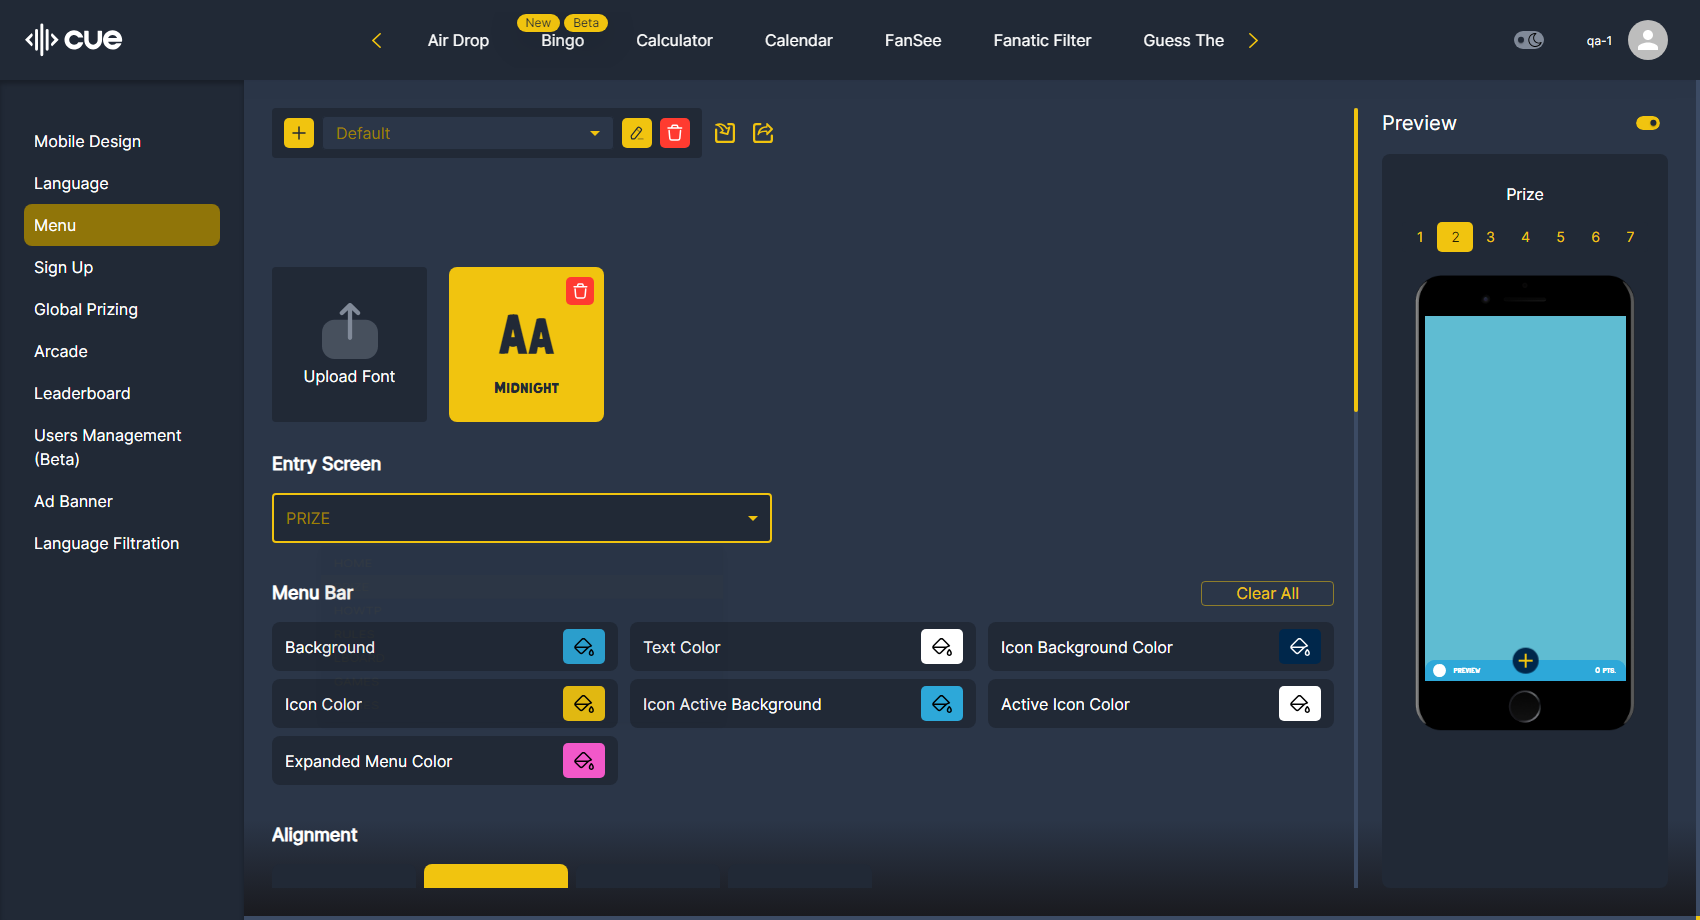 cue
New
Beta
Air Drop
Bingo
Calculator
Calendar
FanSee
Fanatic Filter
Guess The
qa-1
Mobile Design
Language
Menu
Sign Up
Global Prizing
Arcade
Leaderboard
Users Management
(Beta)
Ad Banner
Language Filtration
Default
Upload Font
AA
MIDNIGHT
Entry Screen
PRIZE
Menu Bar
Clear All
Background
Text Color
Icon Background Color
Icon Color
Icon Active Background
Active Icon Color
Expanded Menu Color
Alignment
Preview
Prize
1 2 3 4 5 6 7
PREVIEW
0 PTS.